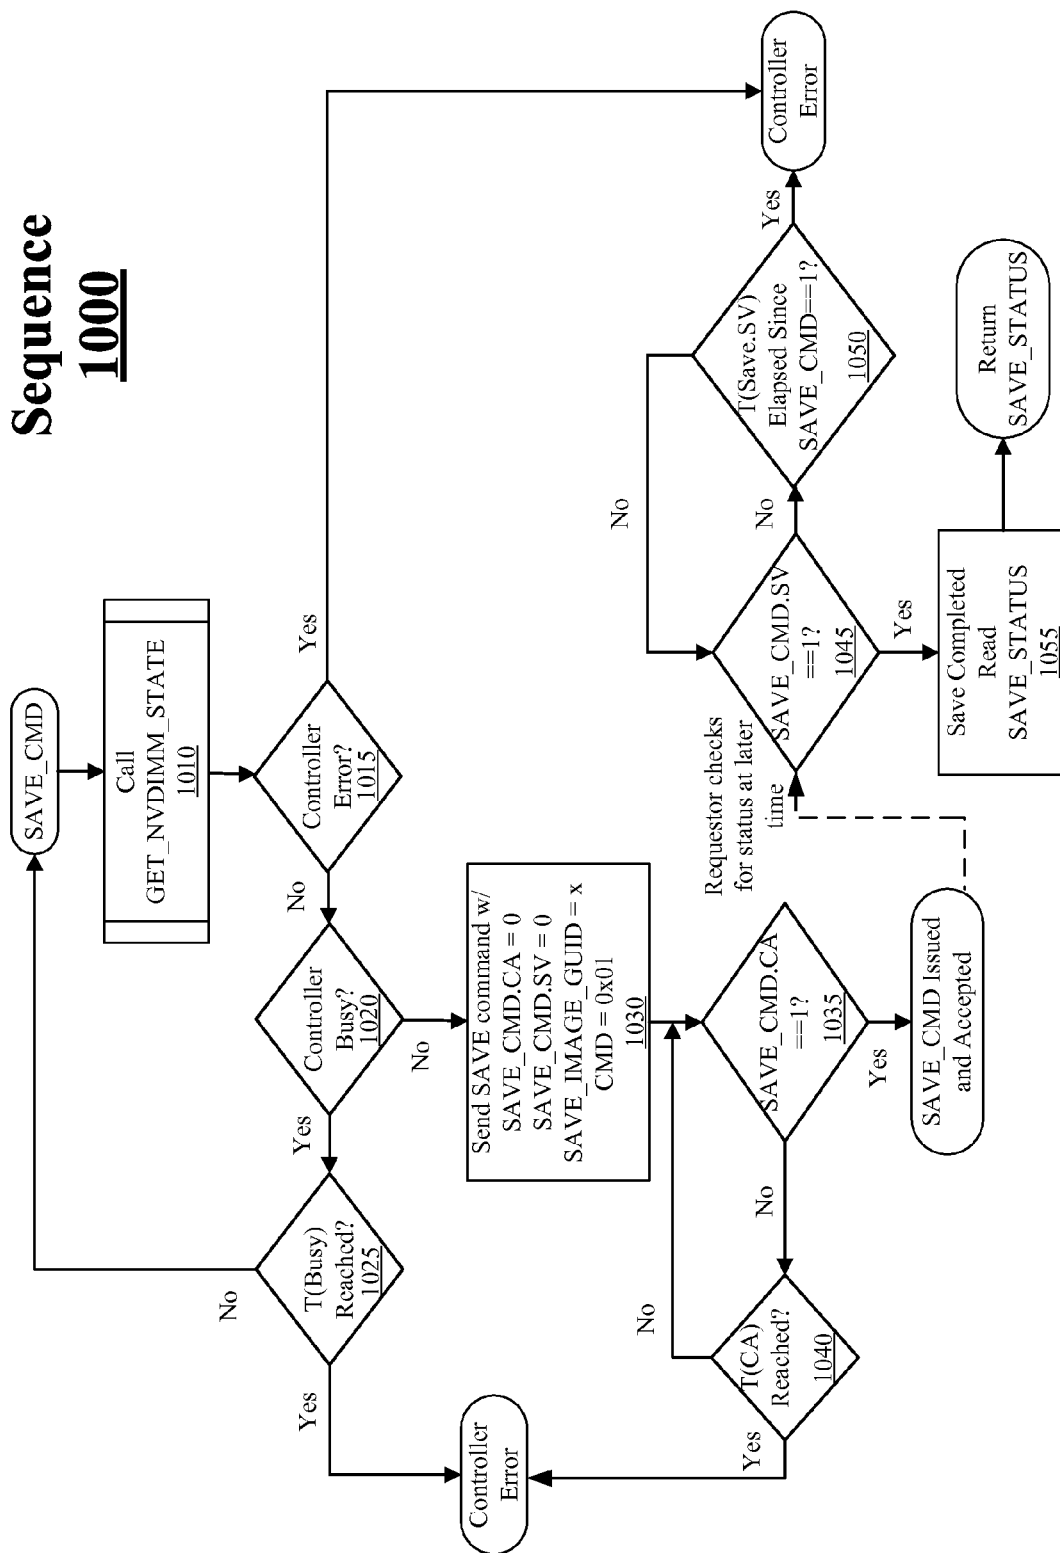 Sequence
1000
SAVE_CMD
Call
GET_NVDIMM_STATE
1010
Controller
Error?
1015
Yes
No
Controller
Busy?
1020
Yes
No
T(Busy)
Reached?
1025
No
Yes
Controller
Error
Send SAVE command w/
SAVE_CMD.CA = 0
SAVE_CMD.SV = 0
SAVE_IMAGE_GUID = x
CMD = 0x01
1030
SAVE_CMD.CA
==1?
1035
No
Yes
T(CA)
Reached?
1040
No
Yes
SAVE_CMD Issued
and Accepted
Requestor checks
for status at later
time
SAVE_CMD.SV
==1?
1045
No
Yes
T(Save.SV)
Elapsed Since
SAVE_CMD==1?
1050
No
Yes
Controller
Error
Save Completed
Read
SAVE_STATUS
1055
Return
SAVE_STATUS